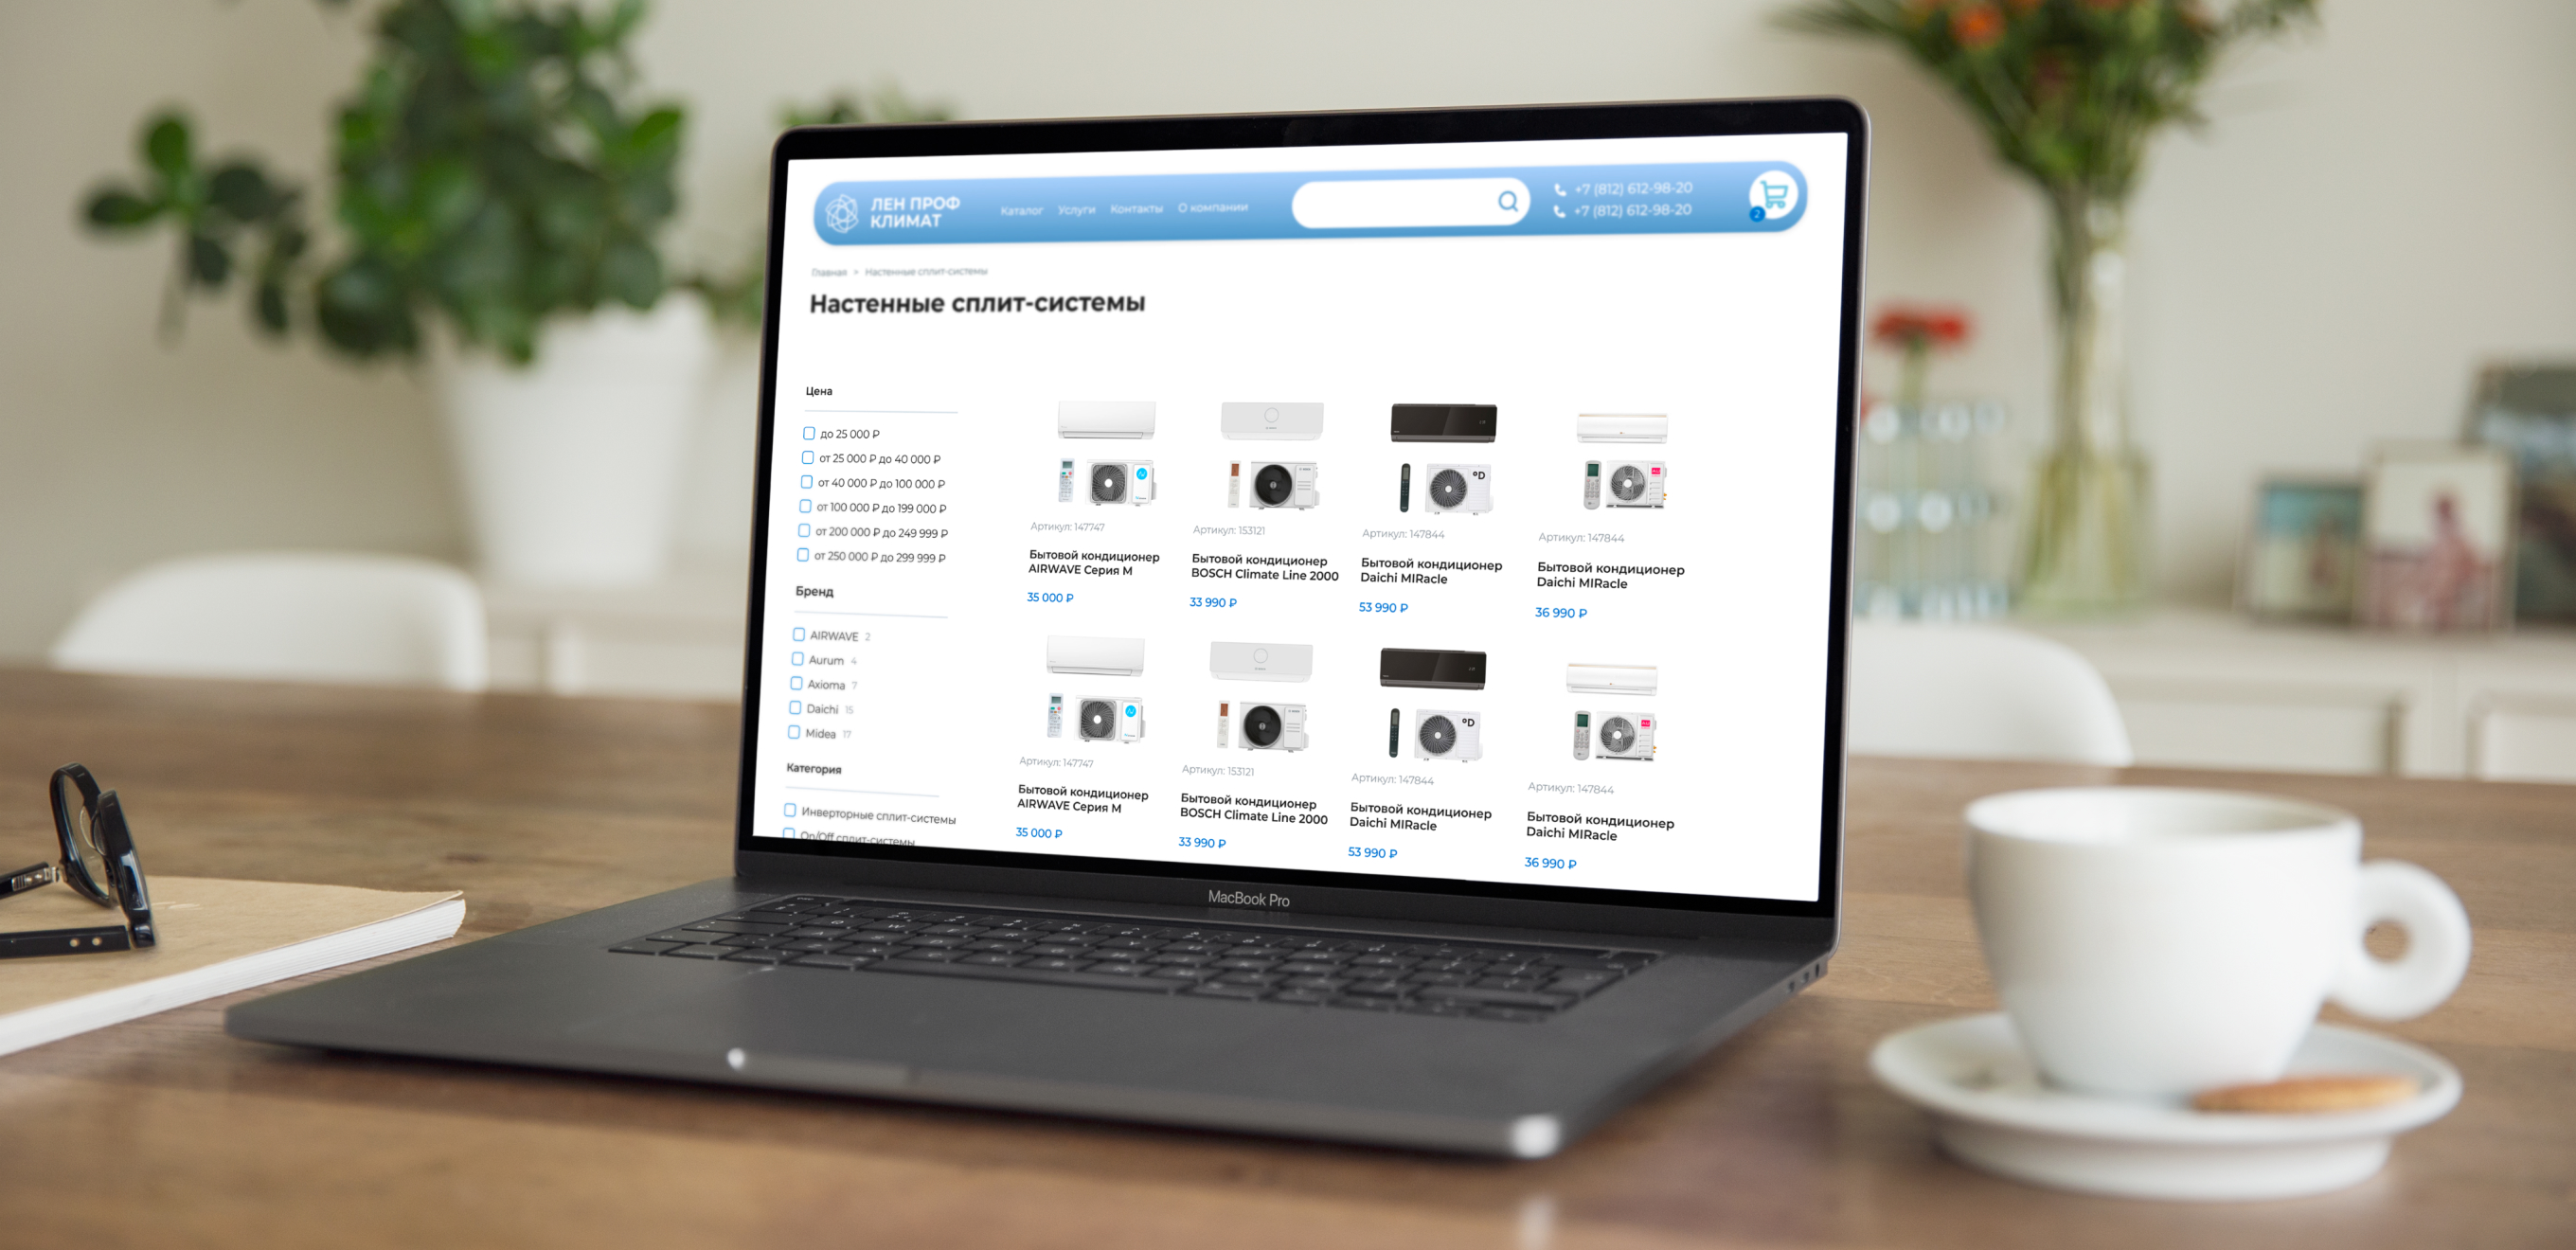 ЛЕН ПРОФ
КЛИМАТ
Каталог Услуги Контакты О компании
+7 (812) 612-98-20
+7 (812) 612-98-20
2
Главная > Настенные сплит-системы
Настенные сплит-системы
Цена
до 25 000 ₽
от 25 000 ₽ до 40 000 ₽
от 40 000 ₽ до 100 000 ₽
от 100 000 ₽ до 199 000 ₽
от 200 000 ₽ до 249 999 ₽
от 250 000 ₽ до 299 999 ₽
Бренд
AIRWAVE 2
Aurum 4
Axioma 7
Daichi 15
Midea 17
Категория
Инверторные сплит-системы
On/Off сплит-системы
Артикул: 147747
Бытовой кондиционер
AIRWAVE Серия M
35 000 ₽
Артикул: 153121
Бытовой кондиционер
BOSCH Climate Line 2000
33 990 ₽
°D
Артикул: 147844
Бытовой кондиционер
Daichi MIRacle
53 990 ₽
Артикул: 147844
Бытовой кондиционер
Daichi MIRacle
36 990 ₽
Артикул: 147747
Бытовой кондиционер
AIRWAVE Серия M
35 000 ₽
Артикул: 153121
Бытовой кондиционер
BOSCH Climate Line 2000
33 990 ₽
°D
Артикул: 147844
Бытовой кондиционер
Daichi MIRacle
53 990 ₽
Артикул: 147844
Бытовой кондиционер
Daichi MIRacle
36 990 ₽
MacBook Pro